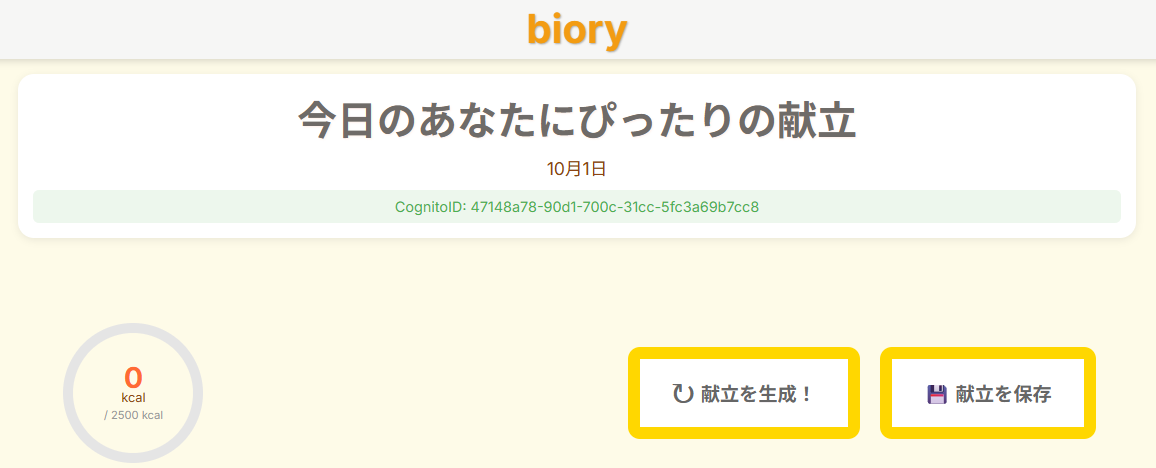 biory
今日のあなたにぴったりの献立
10月1日
CognitoID: 47148a78-90d1-700c-31cc-5fc3a69b7cc8
0
kcal
/ 2500 kcal
↻ 献立を生成！
💾 献立を保存